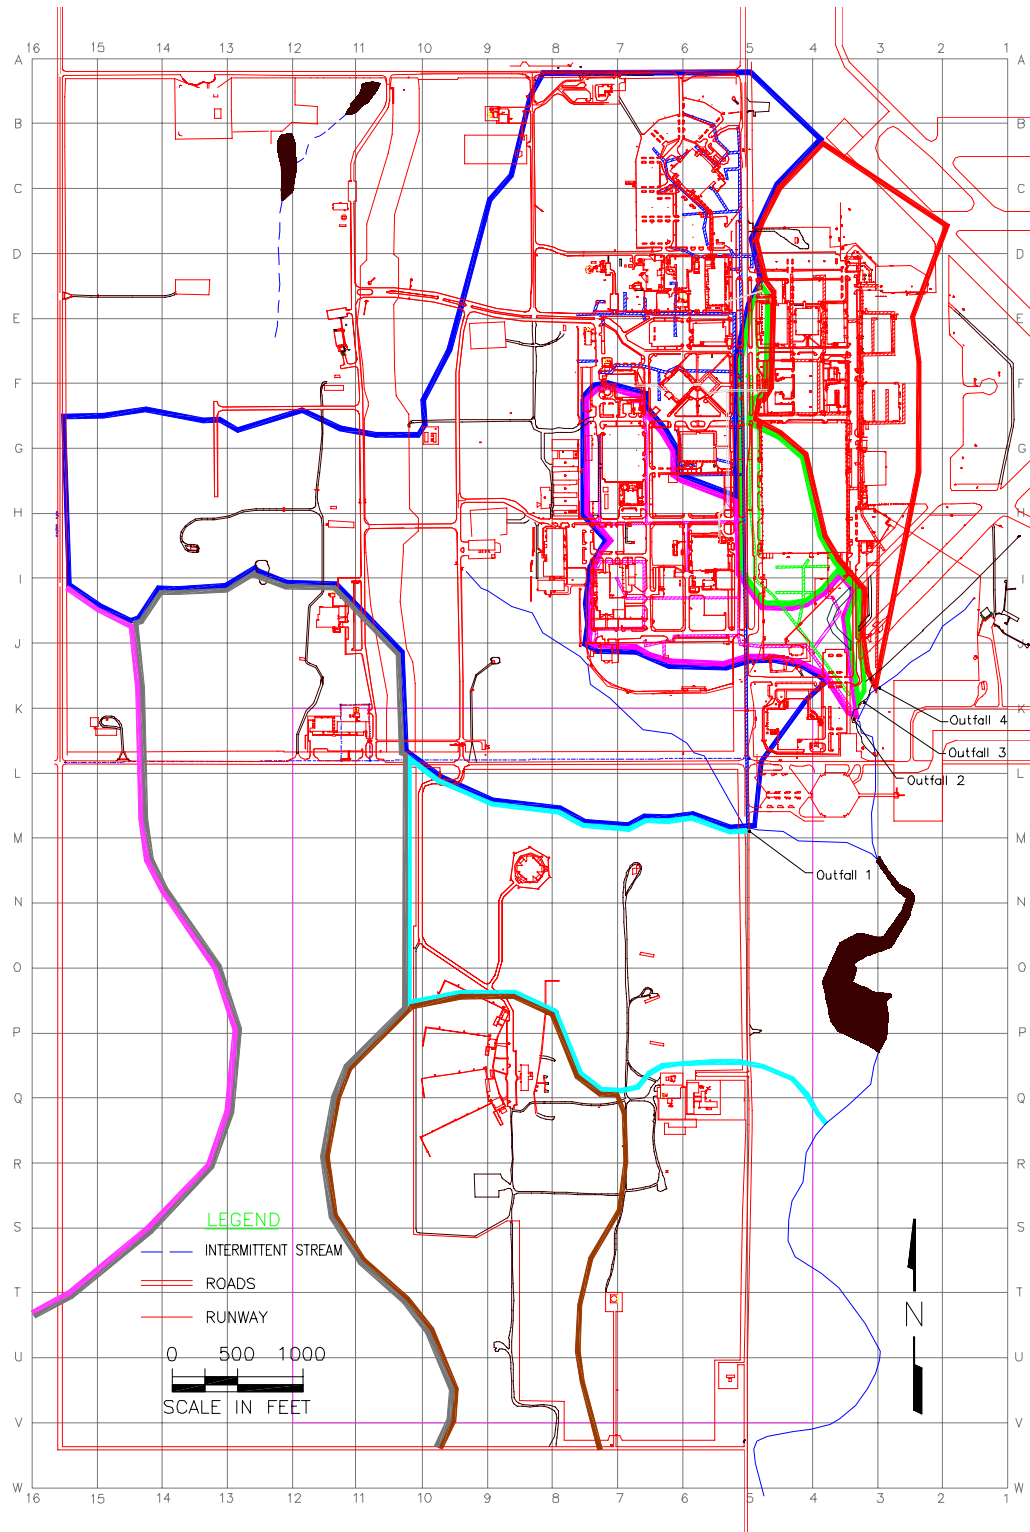 16 15 14 13 12 11 10 9 8 7 6 5 4 3 2 1
A A
B B
C C
D D
E E
F F
G G
H H
I I
J J
K K
Outfall 4
Outfall 3
L L
Outfall 2
M M
Outfall 1
N N
O O
P P
Q Q
R R
S S
LEGEND
INTERMITTENT STREAM
ROADS
T T
RUNWAY
N
0 500 1000
U U
SCALE IN FEET
V V
W W
16 15 14 13 12 11 10 9 8 7 6 5 4 3 2 1